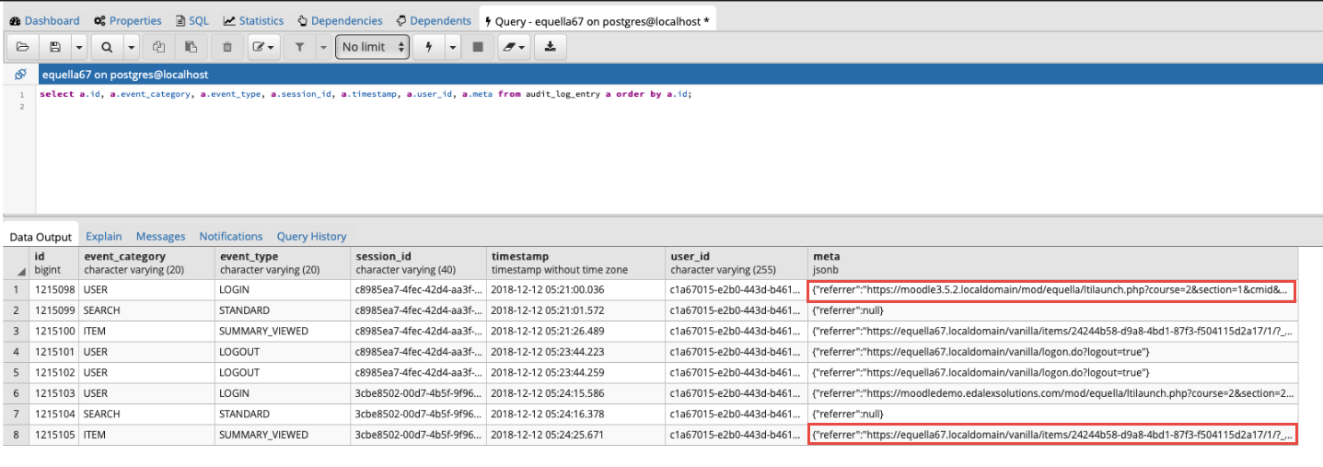 Dashboard Properties SQL Statistics Dependencies Dependents Query - equella67 on postgres@localhost *
No limit
equella67 on postgres@localhost
1 select a.id, a.event_category, a.event_type, a.session_id, a.timestamp, a.user_id, a.meta from audit_log_entry a order by a.id;
2
Data Output Explain Messages Notifications Query History
id event_category event_type session_id timestamp user_id meta
bigint character varying (20) character varying (20) character varying (40) timestamp without time zone character varying (255) jsonb
1 1215098 USER LOGIN c8985ea7-4fec-42d4-aa3f-... 2018-12-12 05:21:00.036 c1a67015-e2b0-443d-b461... {"referrer":"https://moodle3.5.2.localdomain/mod/equella/ltilaunch.php?course=2&section=1&cmid&...
2 1215099 SEARCH STANDARD c8985ea7-4fec-42d4-aa3f-... 2018-12-12 05:21:01.572 c1a67015-e2b0-443d-b461... {"referrer":null}
3 1215100 ITEM SUMMARY_VIEWED c8985ea7-4fec-42d4-aa3f-... 2018-12-12 05:21:26.489 c1a67015-e2b0-443d-b461... {"referrer":"https://equella67.localdomain/vanilla/items/24244b58-d9a8-4bd1-87f3-f504115d2a17/1/?_...
4 1215101 USER LOGOUT c8985ea7-4fec-42d4-aa3f-... 2018-12-12 05:23:44.223 c1a67015-e2b0-443d-b461... {"referrer":"https://equella67.localdomain/vanilla/logon.do?logout=true"}
5 1215102 USER LOGOUT c8985ea7-4fec-42d4-aa3f-... 2018-12-12 05:23:44.259 c1a67015-e2b0-443d-b461... {"referrer":"https://equella67.localdomain/vanilla/logon.do?logout=true"}
6 1215103 USER LOGIN 3cbe8502-00d7-4b5f-9f96... 2018-12-12 05:24:15.586 c1a67015-e2b0-443d-b461... {"referrer":"https://moodledemo.edalexsolutions.com/mod/equella/ltilaunch.php?course=2&section=2...
7 1215104 SEARCH STANDARD 3cbe8502-00d7-4b5f-9f96... 2018-12-12 05:24:16.378 c1a67015-e2b0-443d-b461... {"referrer":null}
8 1215105 ITEM SUMMARY_VIEWED 3cbe8502-00d7-4b5f-9f96... 2018-12-12 05:24:25.671 c1a67015-e2b0-443d-b461... {"referrer":"https://equella67.localdomain/vanilla/items/24244b58-d9a8-4bd1-87f3-f504115d2a17/1/?_...